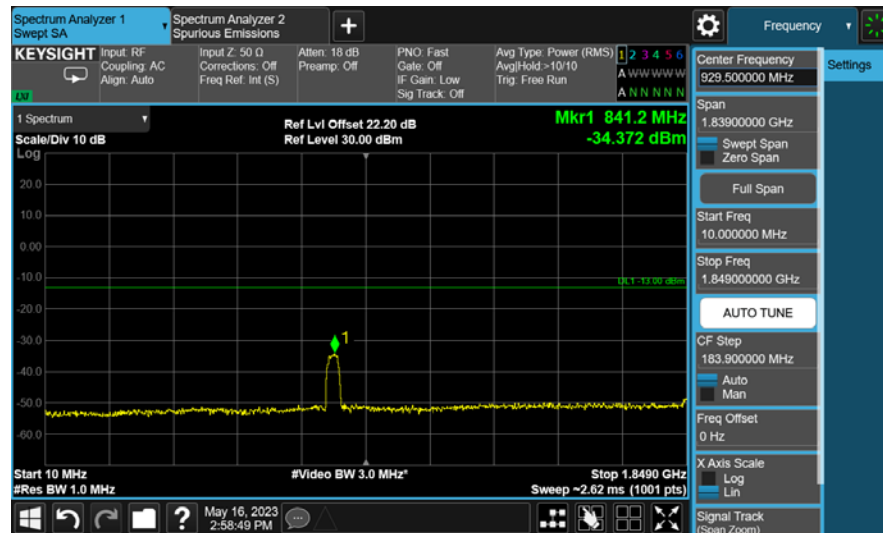 Spectrum Analyzer 1
Swept SA
Spectrum Analyzer 2
Spurious Emissions
+
Frequency
KEYSIGHT
Input: RF
Coupling: AC
Align: Auto
Input Z: 50 Ω
Corrections: Off
Freq Ref: Int (S)
Atten: 18 dB
Preamp: Off
PNO: Fast
Gate: Off
IF Gain: Low
Sig Track: Off
Avg Type: Power (RMS)
Avg|Hold:>10/10
Trig: Free Run
1 2 3 4 5 6
A W W W W W
A N N N N N
LXI
1 Spectrum
Scale/Div 10 dB
Log
Ref Lvl Offset 22.20 dB
Ref Level 30.00 dBm
Mkr1 841.2 MHz
-34.372 dBm
20.0
10.0
0.00
-10.0
DL1 -13.00 dBm
-20.0
-30.0
1
-40.0
-50.0
-60.0
Start 10 MHz
#Res BW 1.0 MHz
#Video BW 3.0 MHz*
Stop 1.8490 GHz
Sweep ~2.62 ms (1001 pts)
?
May 16, 2023
2:58:49 PM
Center Frequency
929.500000 MHz
Settings
Span
1.83900000 GHz
Swept Span
Zero Span
Full Span
Start Freq
10.000000 MHz
Stop Freq
1.849000000 GHz
AUTO TUNE
CF Step
183.900000 MHz
Auto
Man
Freq Offset
0 Hz
X Axis Scale
Log
Lin
Signal Track
(Span Zoom)